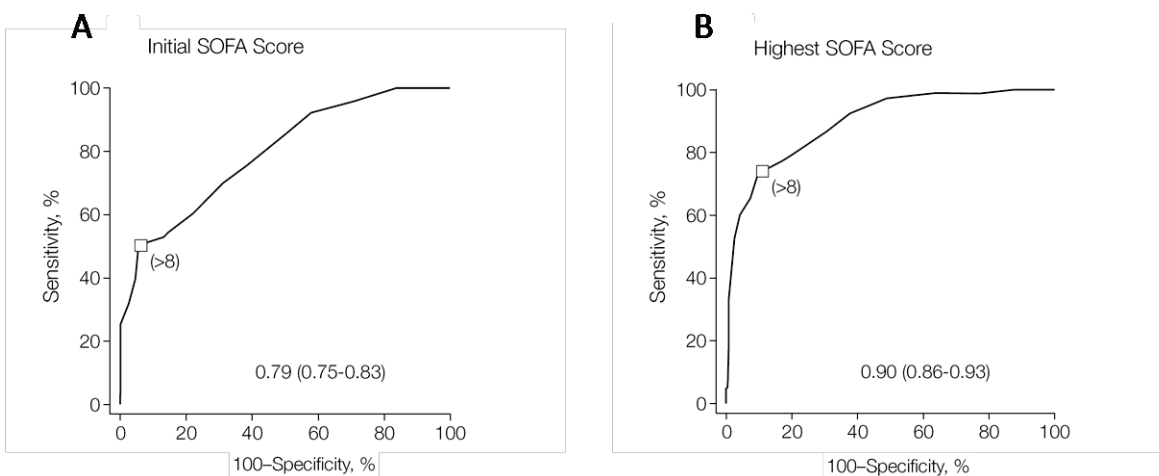 A
Initial SOFA Score
100
80
60
40
20
0
Sensitivity, %
(>8)
0.79 (0.75-0.83)
0 20 40 60 80 100
100–Specificity, %
B
Highest SOFA Score
100
80
60
40
20
0
Sensitivity, %
(>8)
0.90 (0.86-0.93)
0 20 40 60 80 100
100–Specificity, %